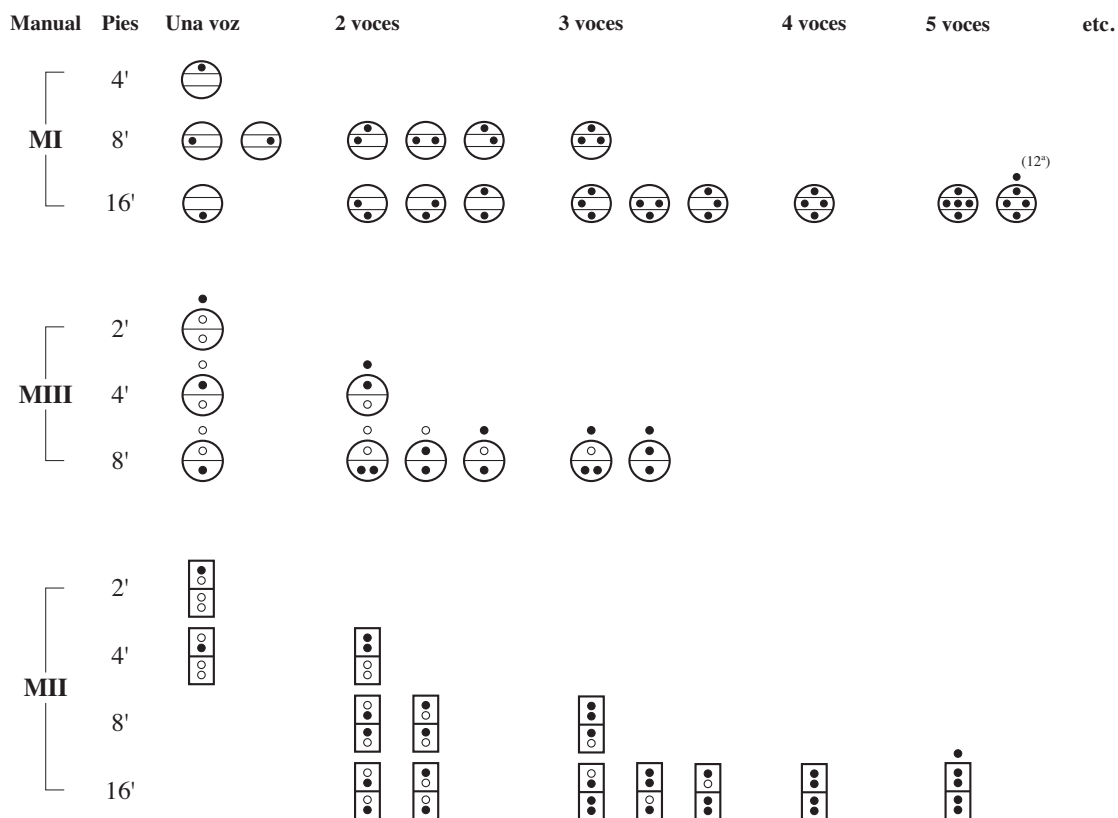 Manual Pies Una voz 2 voces 3 voces 4 voces 5 voces etc.
4'
MI 8'
(12ª)
16'
2'
MIII 4'
8'
2'
4'
MII
8'
16'